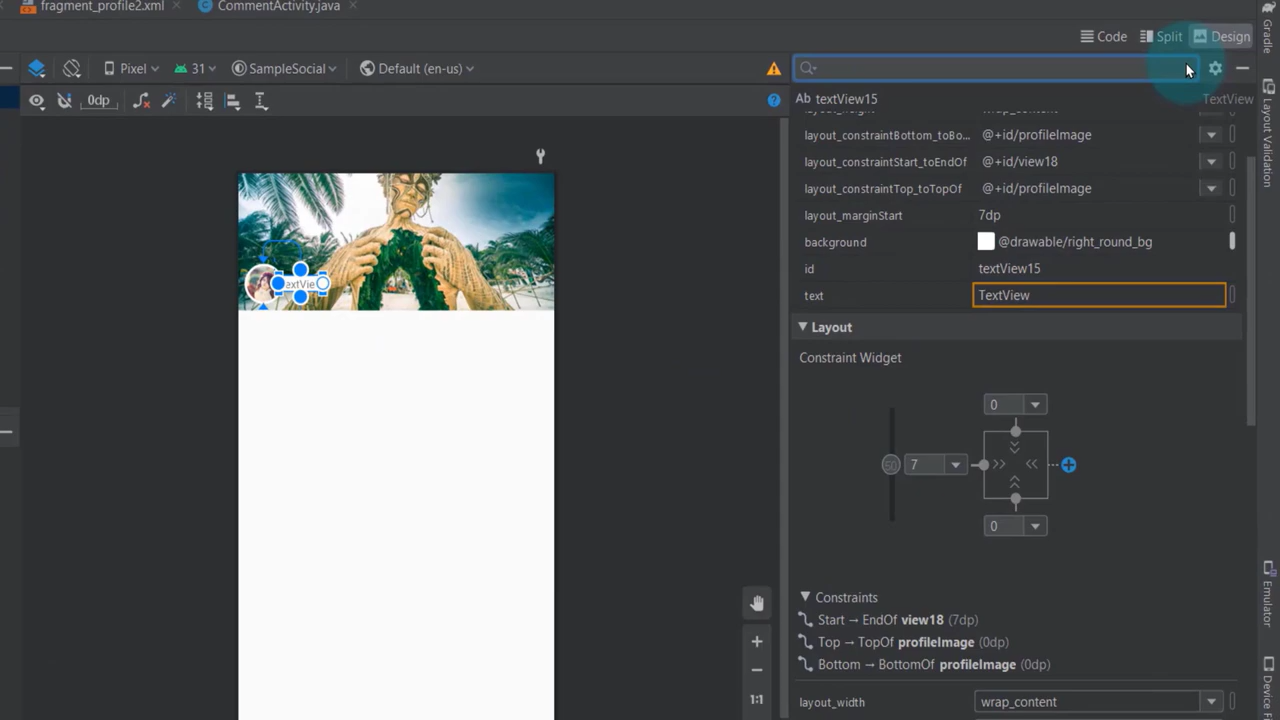 fragment_profile2.xml
CommentActivity.java
Code
Split
Design
Pixel
31
SampleSocial
Default (en-us)
0dp
Ab textView15
TextView
layout_constraintBottom_toBo... @+id/profileImage
layout_constraintStart_toEndOf @+id/view18
layout_constraintTop_toTopOf @+id/profileImage
layout_marginStart 7dp
background @drawable/right_round_bg
id textView15
text TextView
Layout
Constraint Widget
0
50
7
0
Constraints
Start → EndOf view18 (7dp)
Top → TopOf profileImage (0dp)
Bottom → BottomOf profileImage (0dp)
layout_width wrap_content
1:1
Gradle
Layout Validation
Emulator